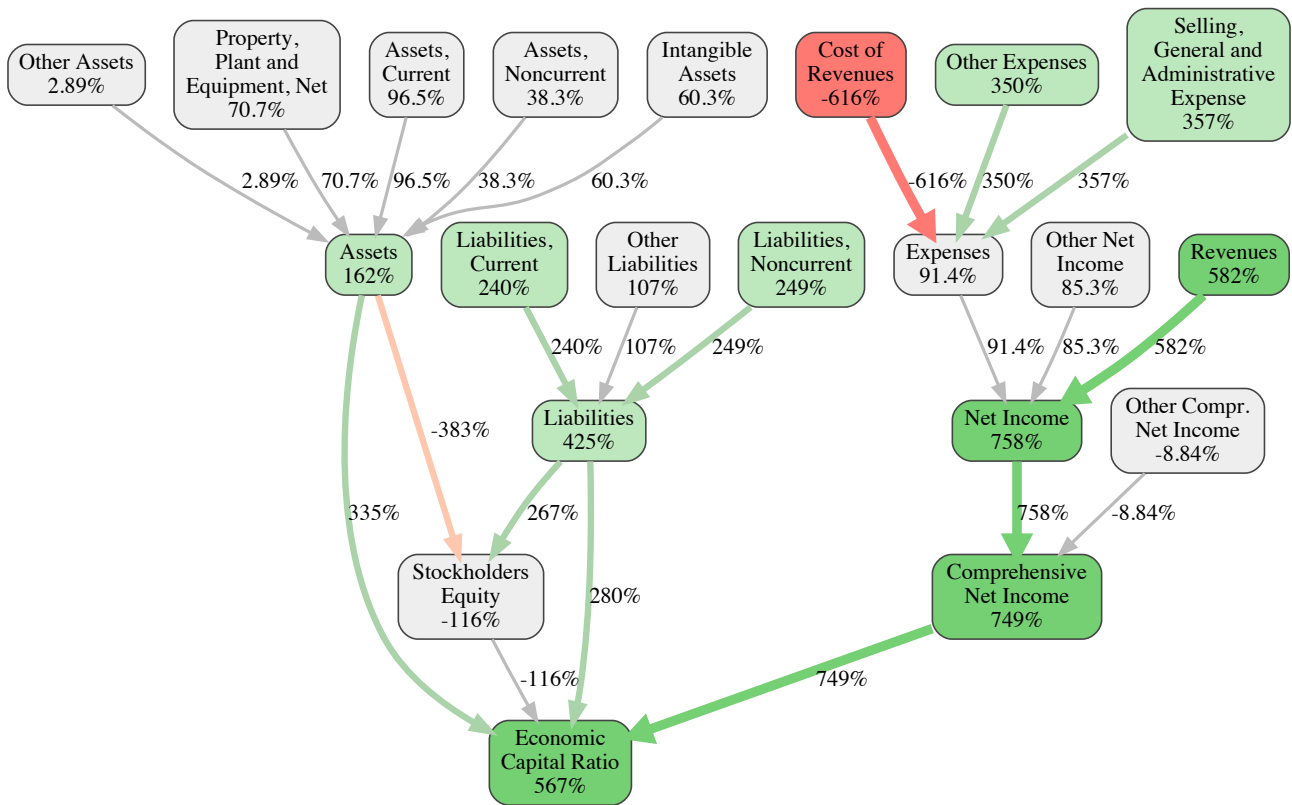 Other Assets
2.89%
Property,
Plant and
Equipment, Net
70.7%
Assets,
Current
96.5%
Assets,
Noncurrent
38.3%
Intangible
Assets
60.3%
Cost of
Revenues
-616%
Other Expenses
350%
Selling,
General and
Administrative
Expense
357%
2.89%
70.7%
96.5%
38.3%
60.3%
-616%
350%
357%
Assets
162%
Liabilities,
Current
240%
Other
Liabilities
107%
Liabilities,
Noncurrent
249%
Expenses
91.4%
Other Net
Income
85.3%
Revenues
582%
240%
107%
249%
91.4%
85.3%
582%
-383%
Liabilities
425%
Net Income
758%
Other Compr.
Net Income
-8.84%
335%
267%
280%
758%
-8.84%
Stockholders
Equity
-116%
Comprehensive
Net Income
749%
-116%
749%
Economic
Capital Ratio
567%